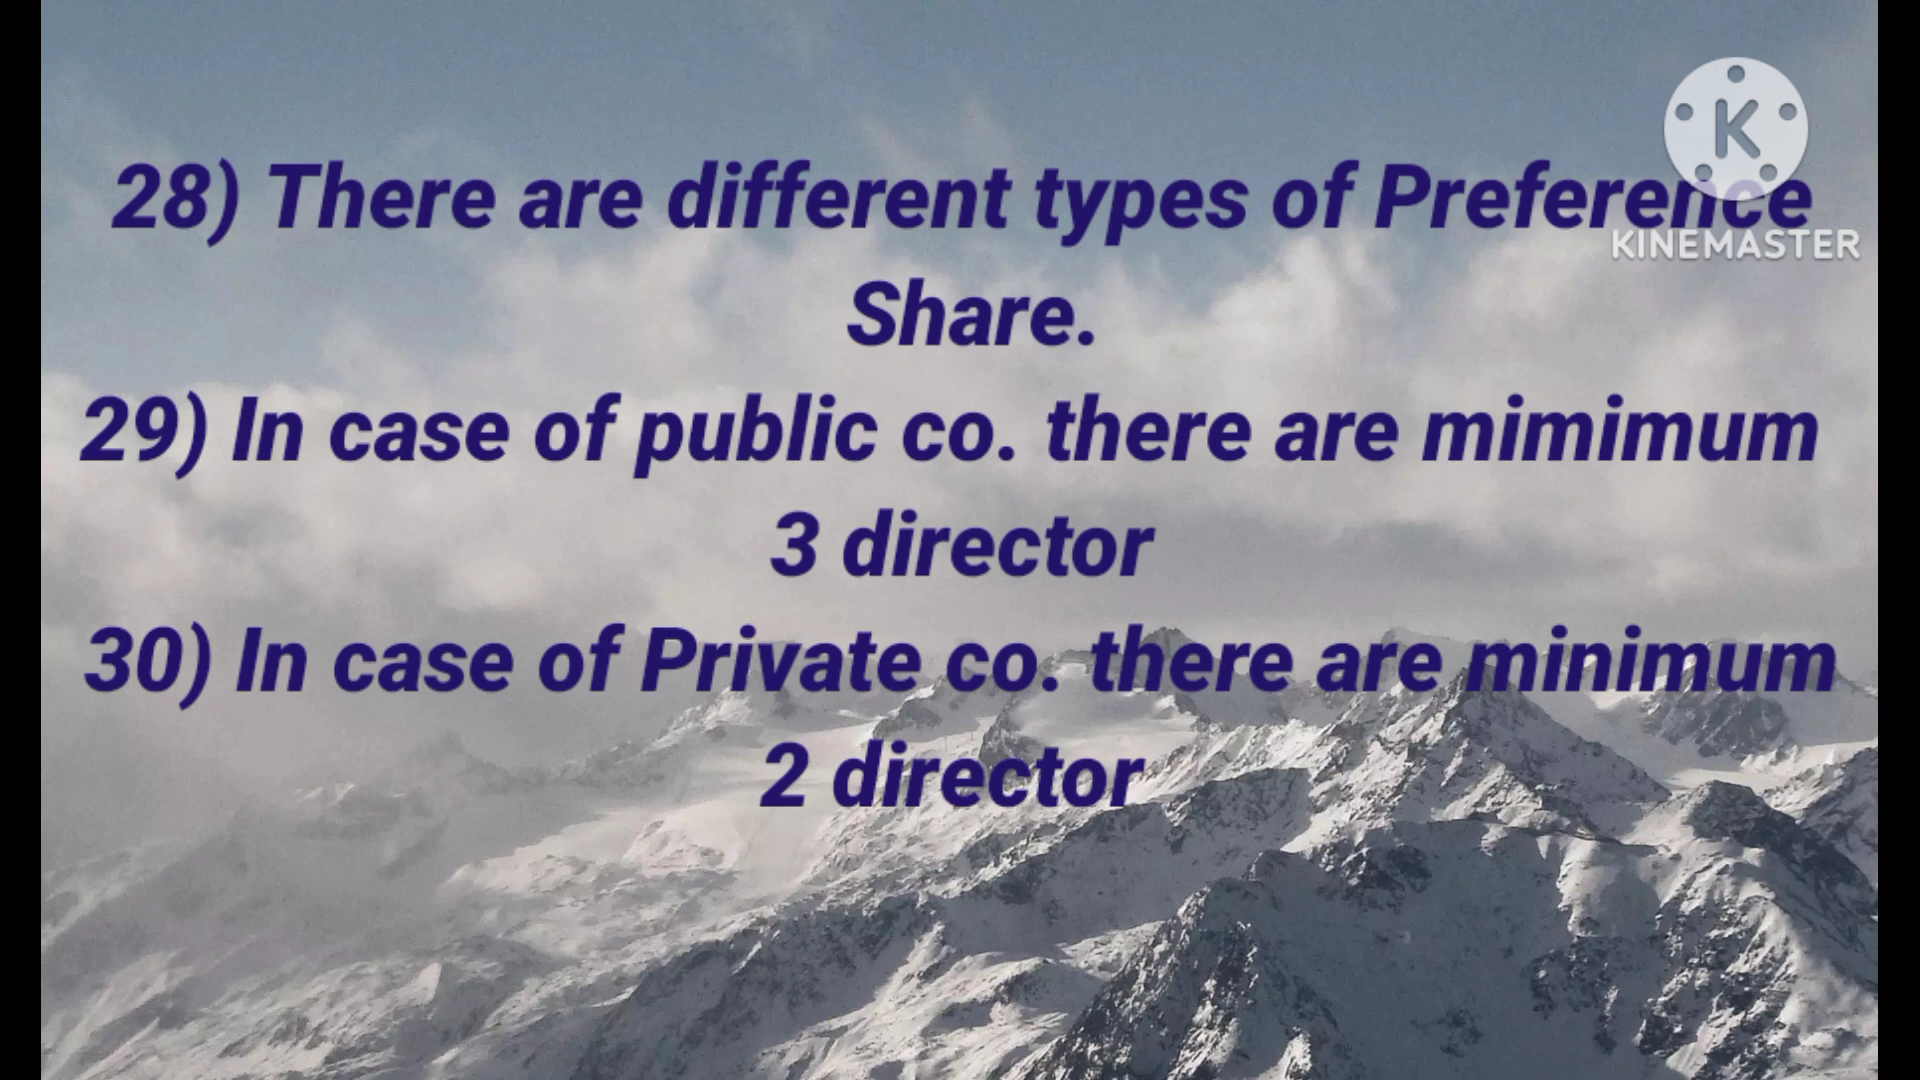 28) There are different types of Preference
Share.
29) In case of public co. there are mimimum
3 director
30) In case of Private co. there are minimum
2 director
K
KINEMASTER